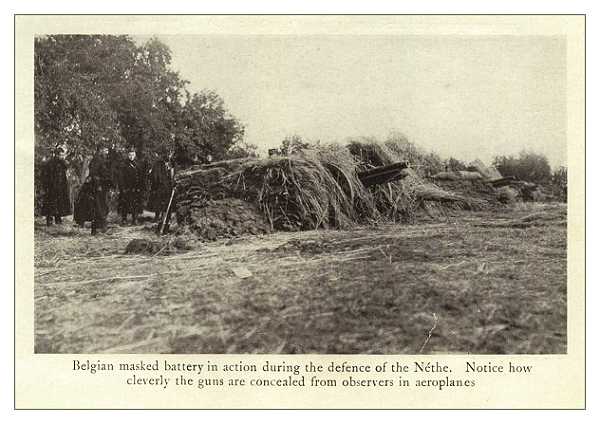 Belgian masked battery in action during the defence of the Néthe. Notice how
cleverly the guns are concealed from observers in aeroplanes